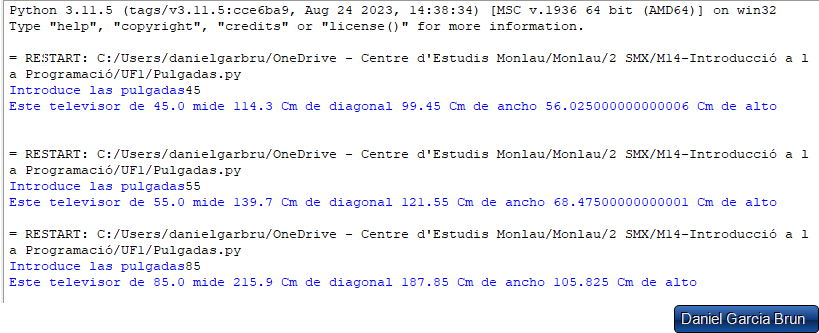 Python 3.11.5 (tags/v3.11.5:cce6ba9, Aug 24 2023, 14:38:34) [MSC v.1936 64 bit (AMD64)] on win32
Type "help", "copyright", "credits" or "license()" for more information.
= RESTART: C:/Users/danielgarbru/OneDrive - Centre d'Estudis Monlau/Monlau/2 SMX/M14-Introducció a l
a Programació/UF1/Pulgadas.py
Introduce las pulgadas45
Este televisor de 45.0 mide 114.3 Cm de diagonal 99.45 Cm de ancho 56.025000000000006 Cm de alto
= RESTART: C:/Users/danielgarbru/OneDrive - Centre d'Estudis Monlau/Monlau/2 SMX/M14-Introducció a l
a Programació/UF1/Pulgadas.py
Introduce las pulgadas55
Este televisor de 55.0 mide 139.7 Cm de diagonal 121.55 Cm de ancho 68.47500000000001 Cm de alto
= RESTART: C:/Users/danielgarbru/OneDrive - Centre d'Estudis Monlau/Monlau/2 SMX/M14-Introducció a l
a Programació/UF1/Pulgadas.py
Introduce las pulgadas85
Este televisor de 85.0 mide 215.9 Cm de diagonal 187.85 Cm de ancho 105.825 Cm de alto
Daniel Garcia Brun